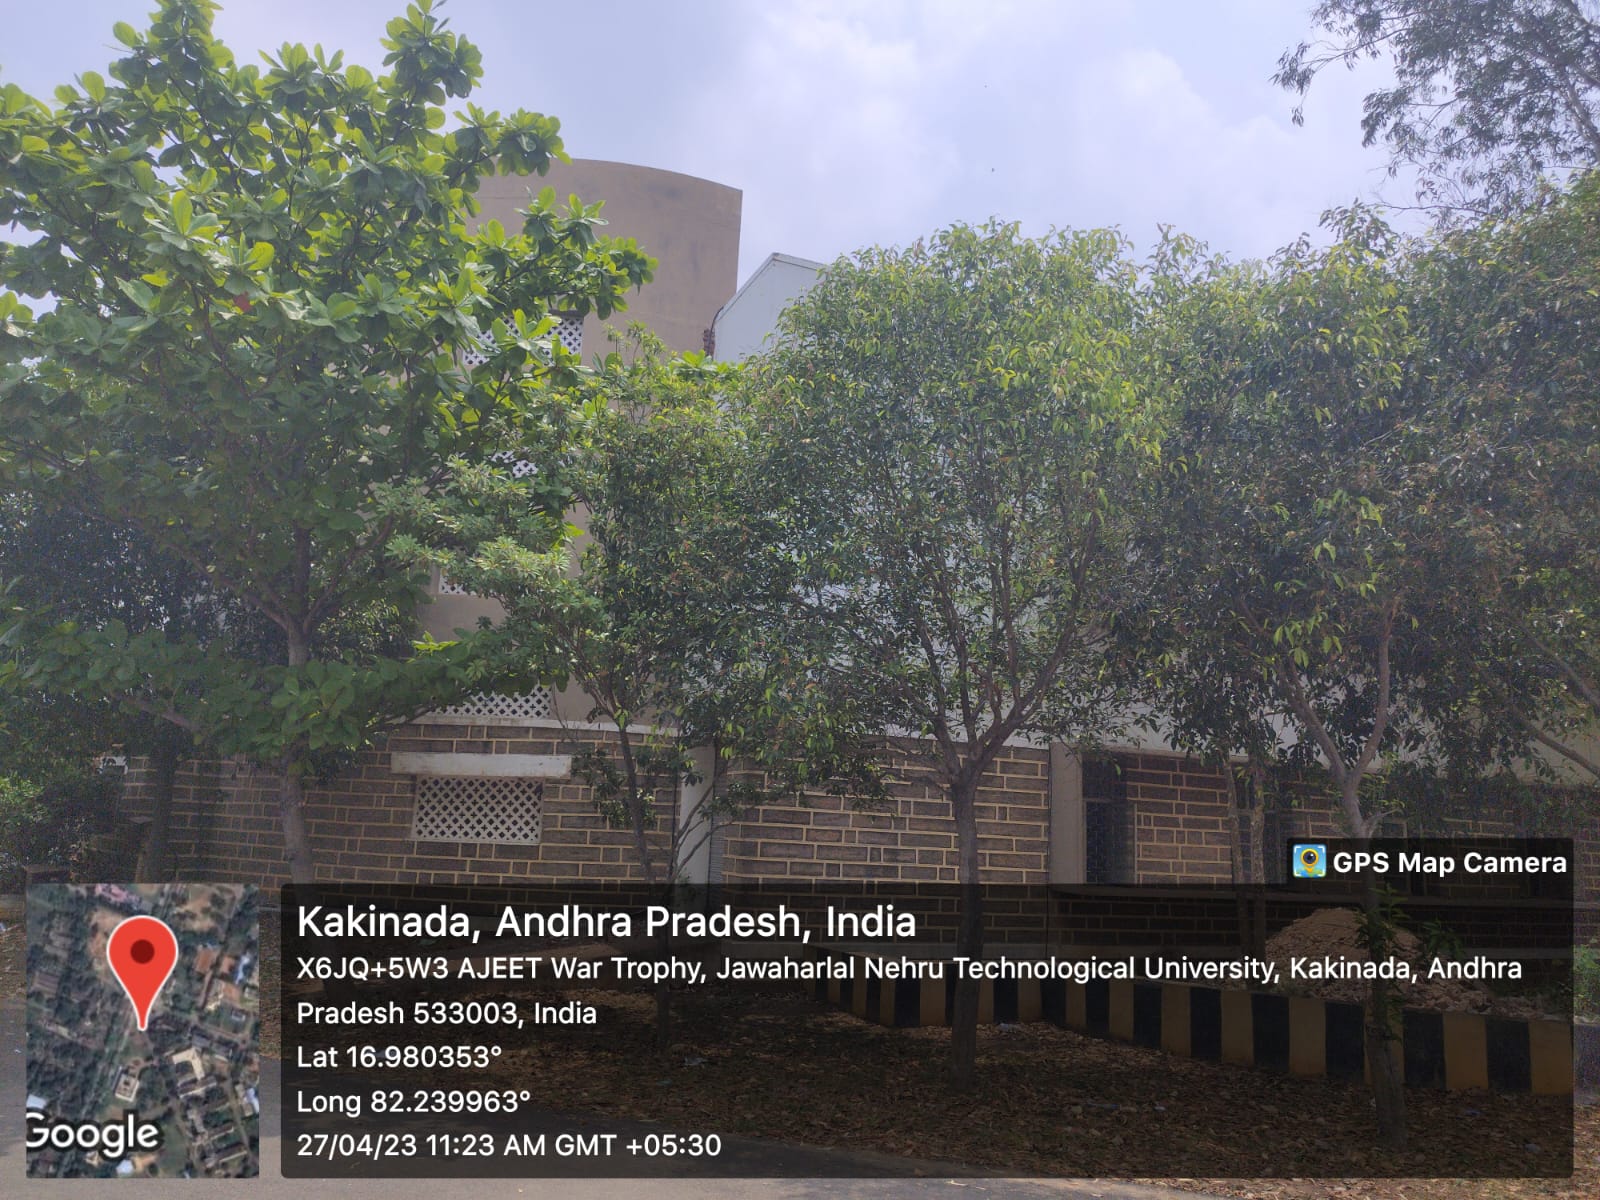 GPS Map Camera
Kakinada, Andhra Pradesh, India
X6JQ+5W3 AJEET War Trophy, Jawaharlal Nehru Technological University, Kakinada, Andhra
Pradesh 533003, India
Lat 16.980353°
Long 82.239963°
27/04/23 11:23 AM GMT +05:30
Google